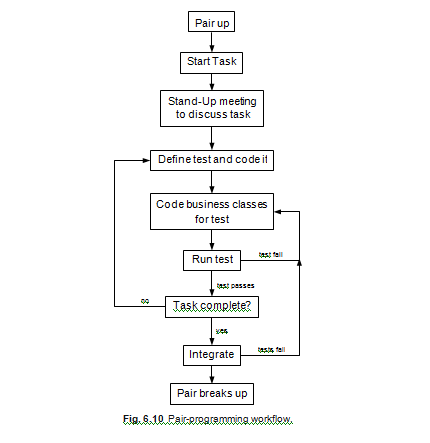 Pair up
Start Task
Stand-Up meeting
to discuss task
Define test and code it
Code business classes
for test
Run test
test fail
test passes
no
Task complete?
yes
Integrate
tests fail
Pair breaks up
Fig. 6.10 Pair-programming workflow.